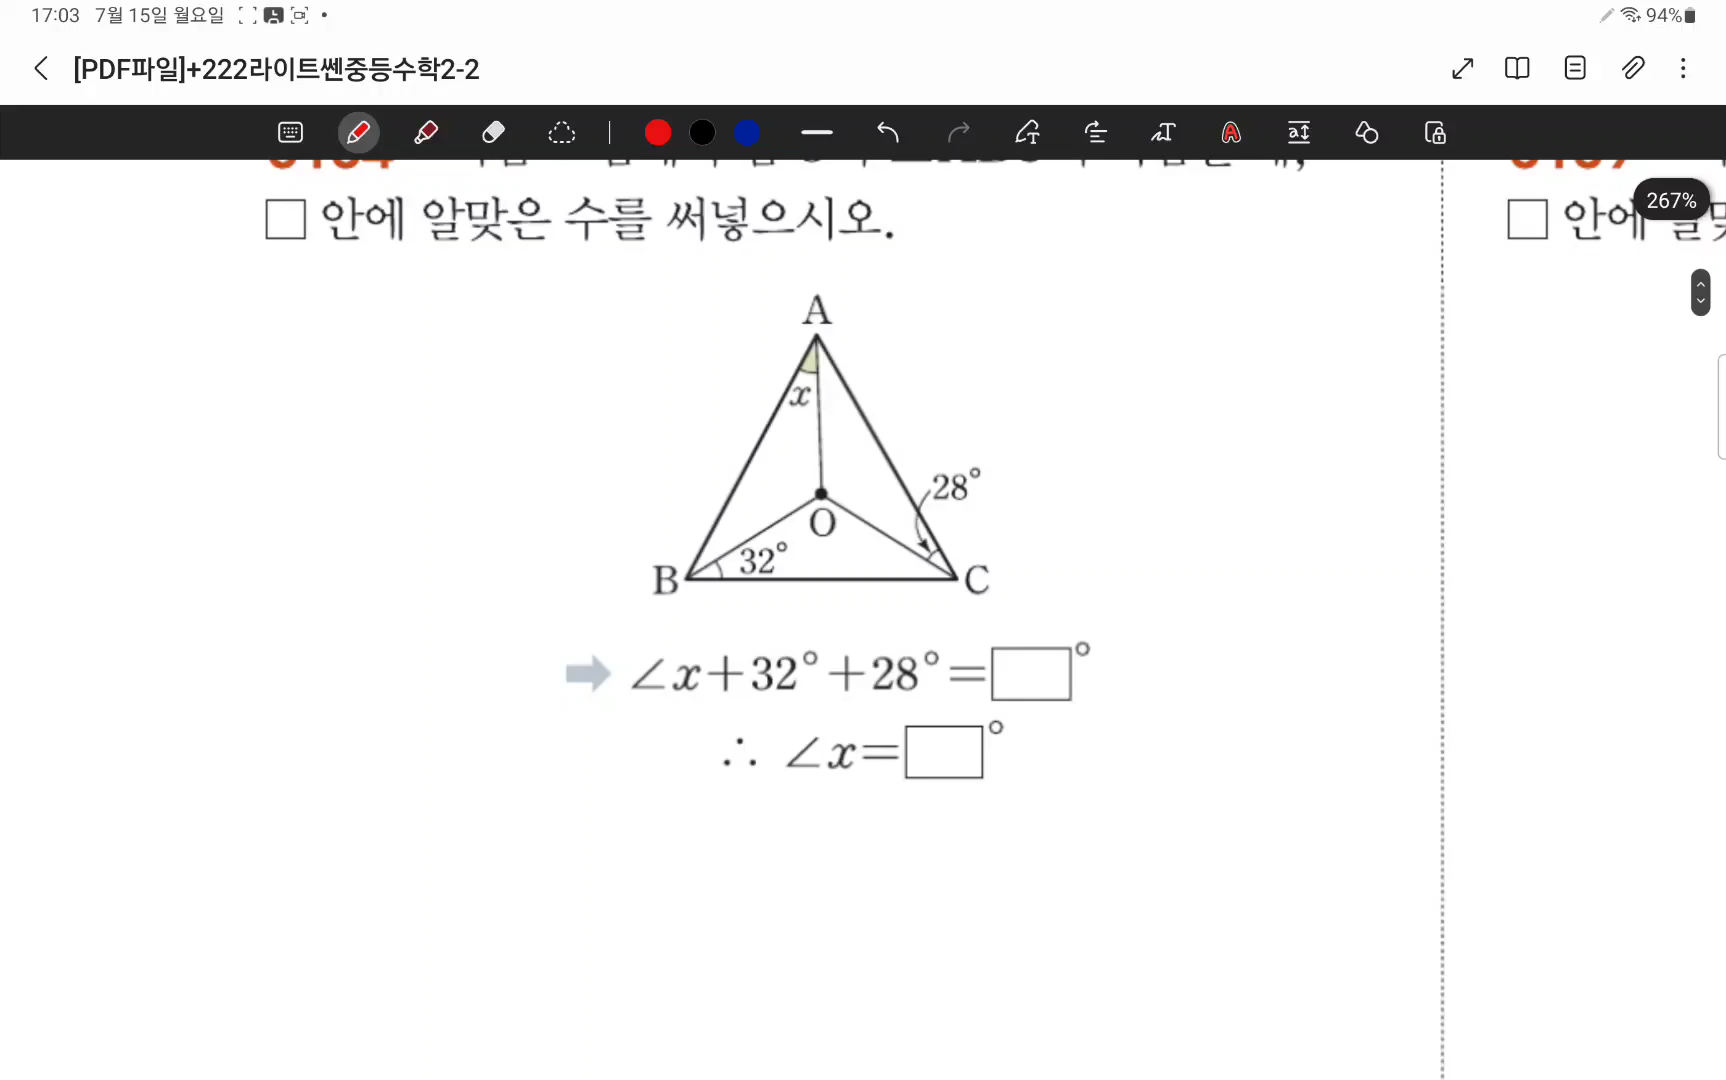 17:03 7월 15일 월요일
94%
[PDF파일]+222라이트쎈중등수학2-2
267%
□ 안에 알맞은 수를 써넣으시오.
□ 안에
A
x
28°
O
32°
B
C
∠x+32°+28°=□°
∴ ∠x=□°